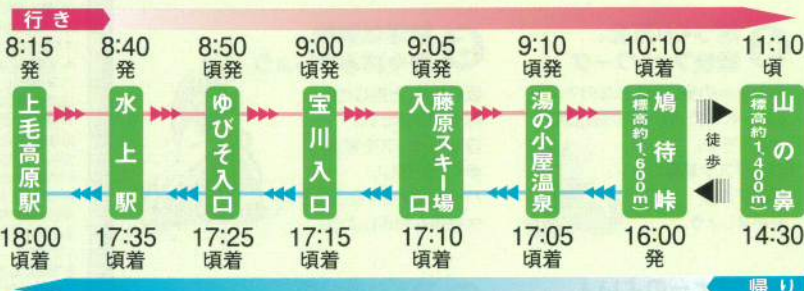 行き
8:15 8:40 8:50 9:00 9:05 9:10 10:10 11:10
発 発 頃発 頃発 頃発 頃発 頃着 頃
上毛高原駅
水上駅
ゆびそ入口
宝川入口
藤原スキー場
入口
湯の小屋温泉
鳩待峠
(標高約1,600m)
徒歩
山の鼻
(標高約1,400m)
18:00 17:35 17:25 17:15 17:10 17:05 16:00 14:30
頃着 頃着 頃着 頃着 頃着 頃着 発
帰り